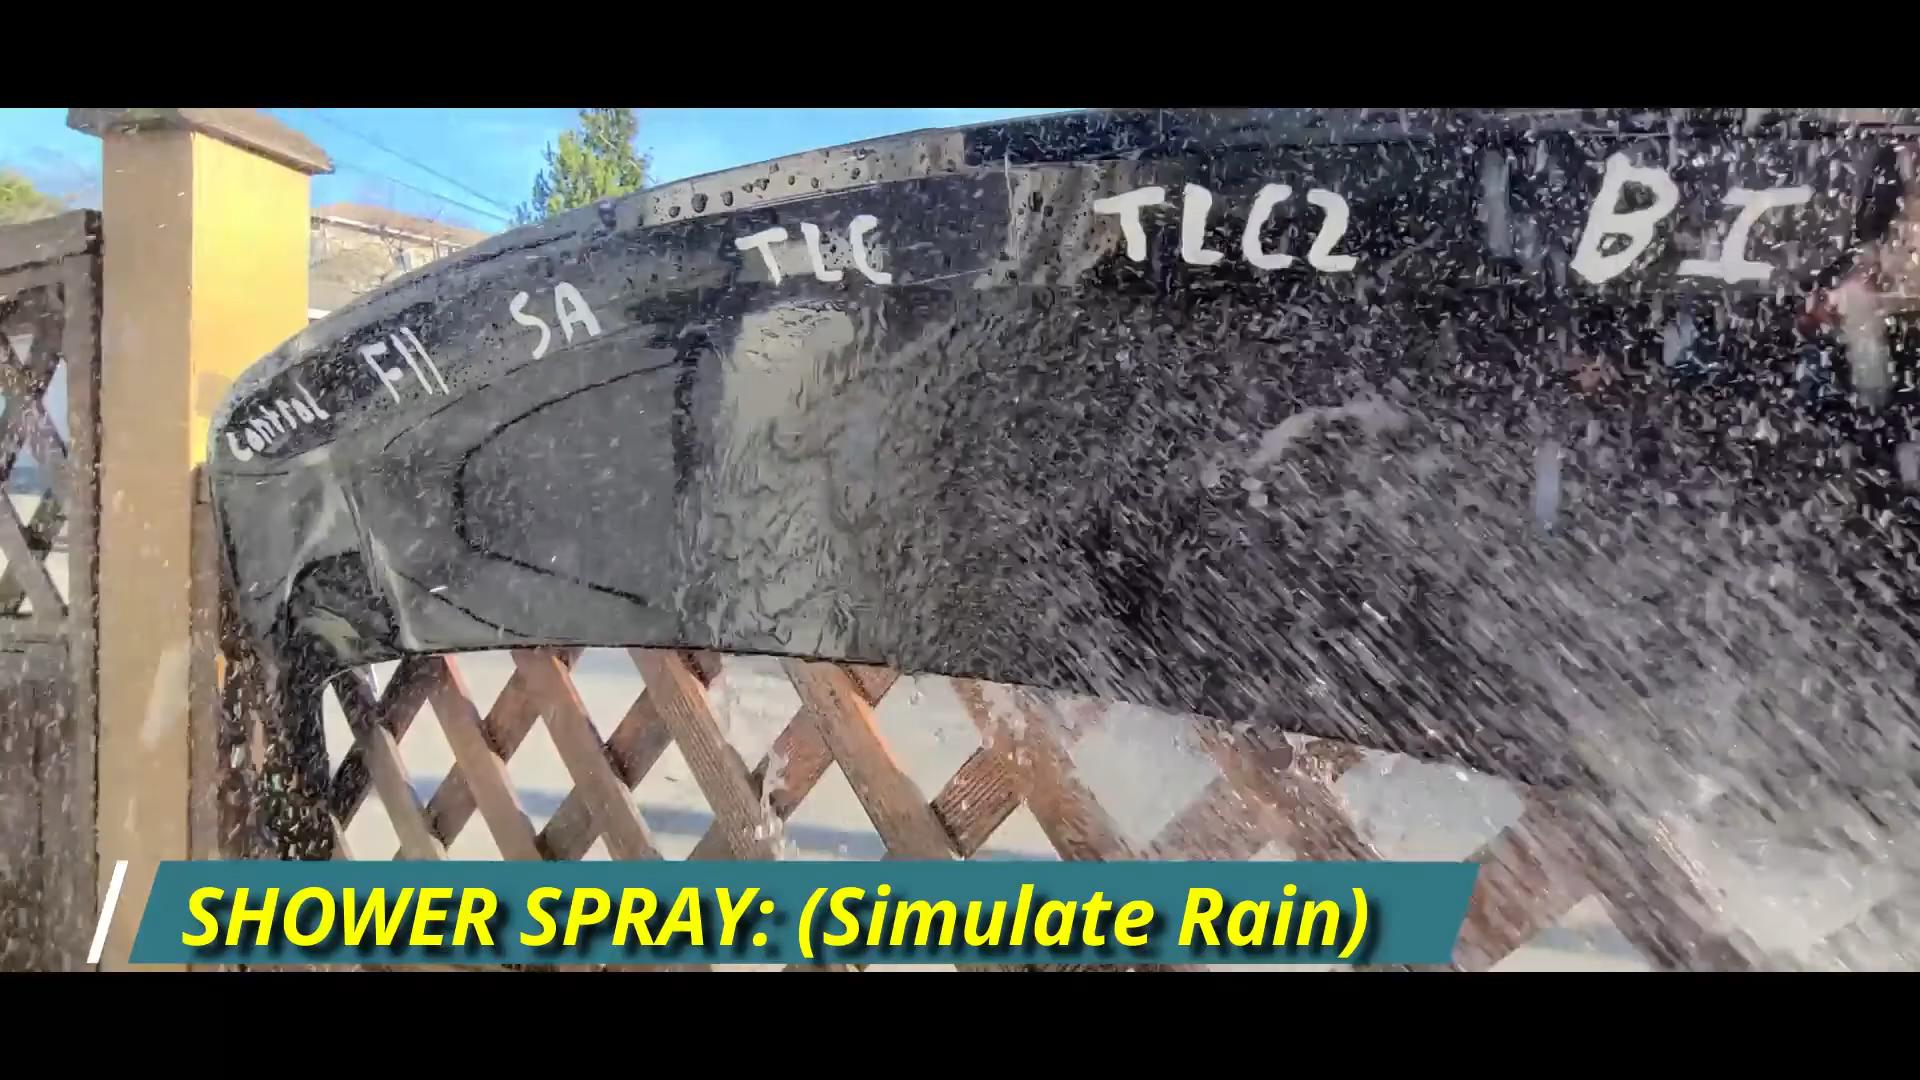 control F11 SA TLC TLC2 BI
SHOWER SPRAY: (Simulate Rain)